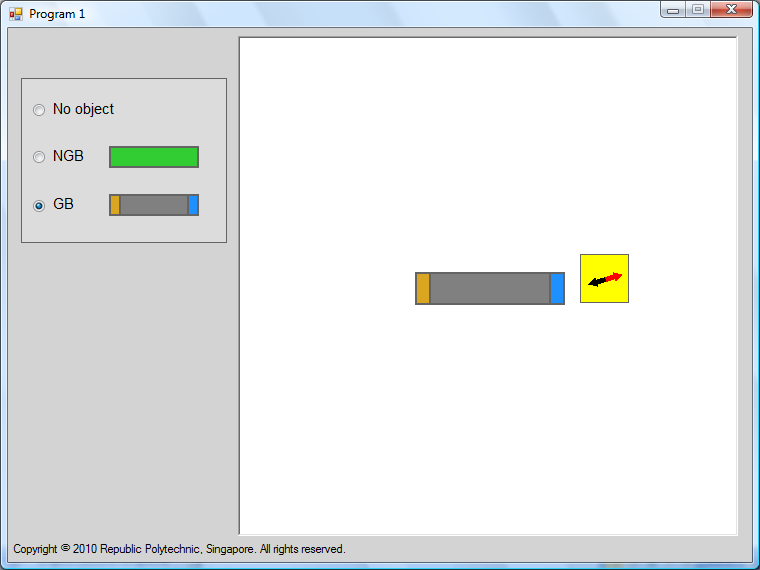 Program 1
No object
NGB
GB
Copyright © 2010 Republic Polytechnic, Singapore. All rights reserved.